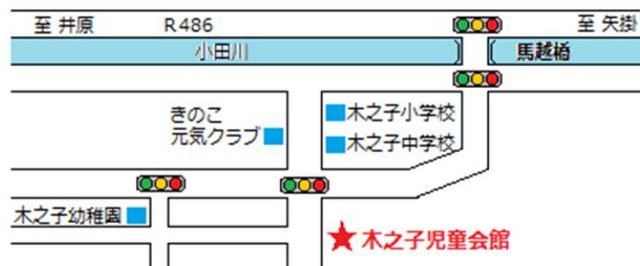 至 井原 R486 至 矢掛
小田川 馬越橋
きのこ
元気クラブ
木之子小学校
木之子中学校
木之子幼稚園
木之子児童会館